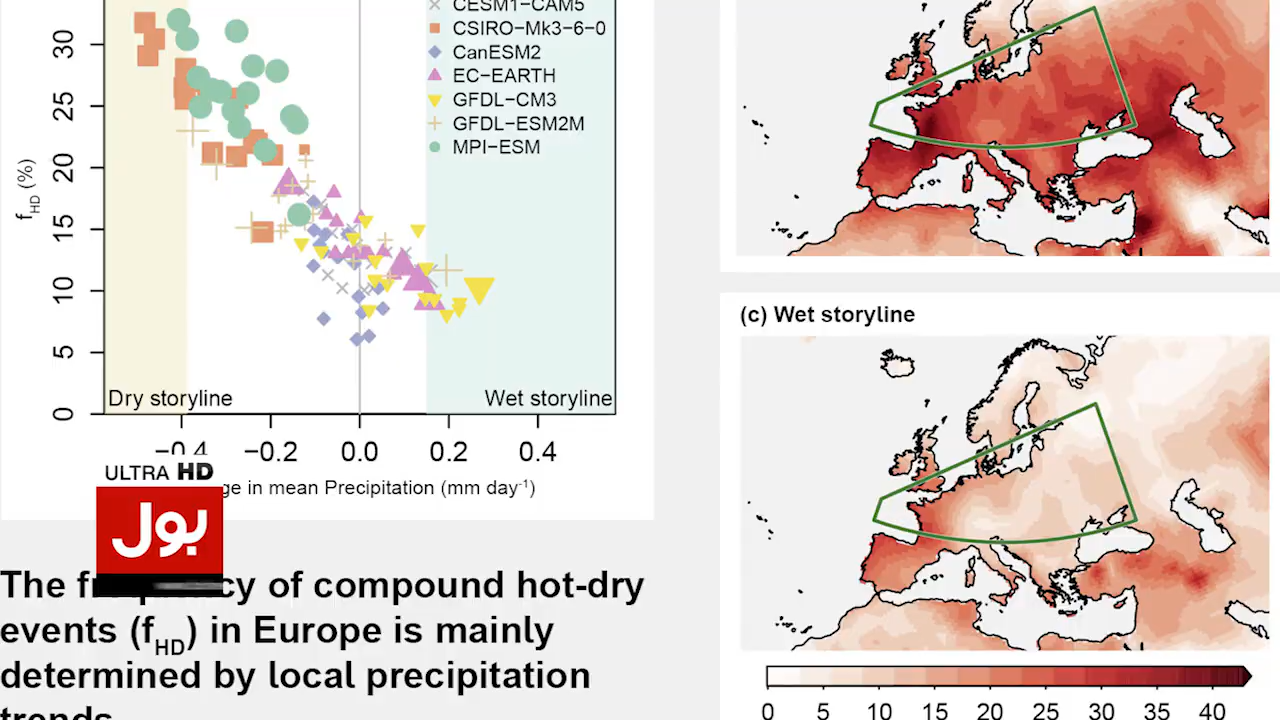 CESM1−CAM5
CSIRO−Mk3−6−0
CanESM2
EC−EARTH
GFDL−CM3
GFDL−ESM2M
MPI−ESM
30
25
20
15
10
5
0
f HD (%)
Dry storyline
Wet storyline
−0.4 −0.2 0.0 0.2 0.4
ge in mean Precipitation (mm day-1)
ULTRA HD
بول
The frequency of compound hot-dry
events (fHD) in Europe is mainly
determined by local precipitation
trends
(c) Wet storyline
0 5 10 15 20 25 30 35 40